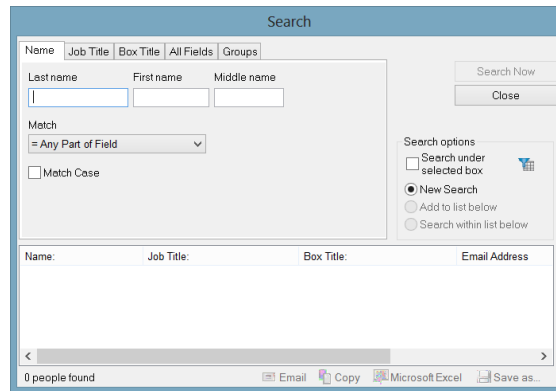 Search
Name Job Title Box Title All Fields Groups
Last name First name Middle name
Search Now
Close
Match
= Any Part of Field
Match Case
Search options
Search under
selected box
New Search
Add to list below
Search within list below
Name: Job Title: Box Title: Email Address
0 people found Email Copy Microsoft Excel Save as...